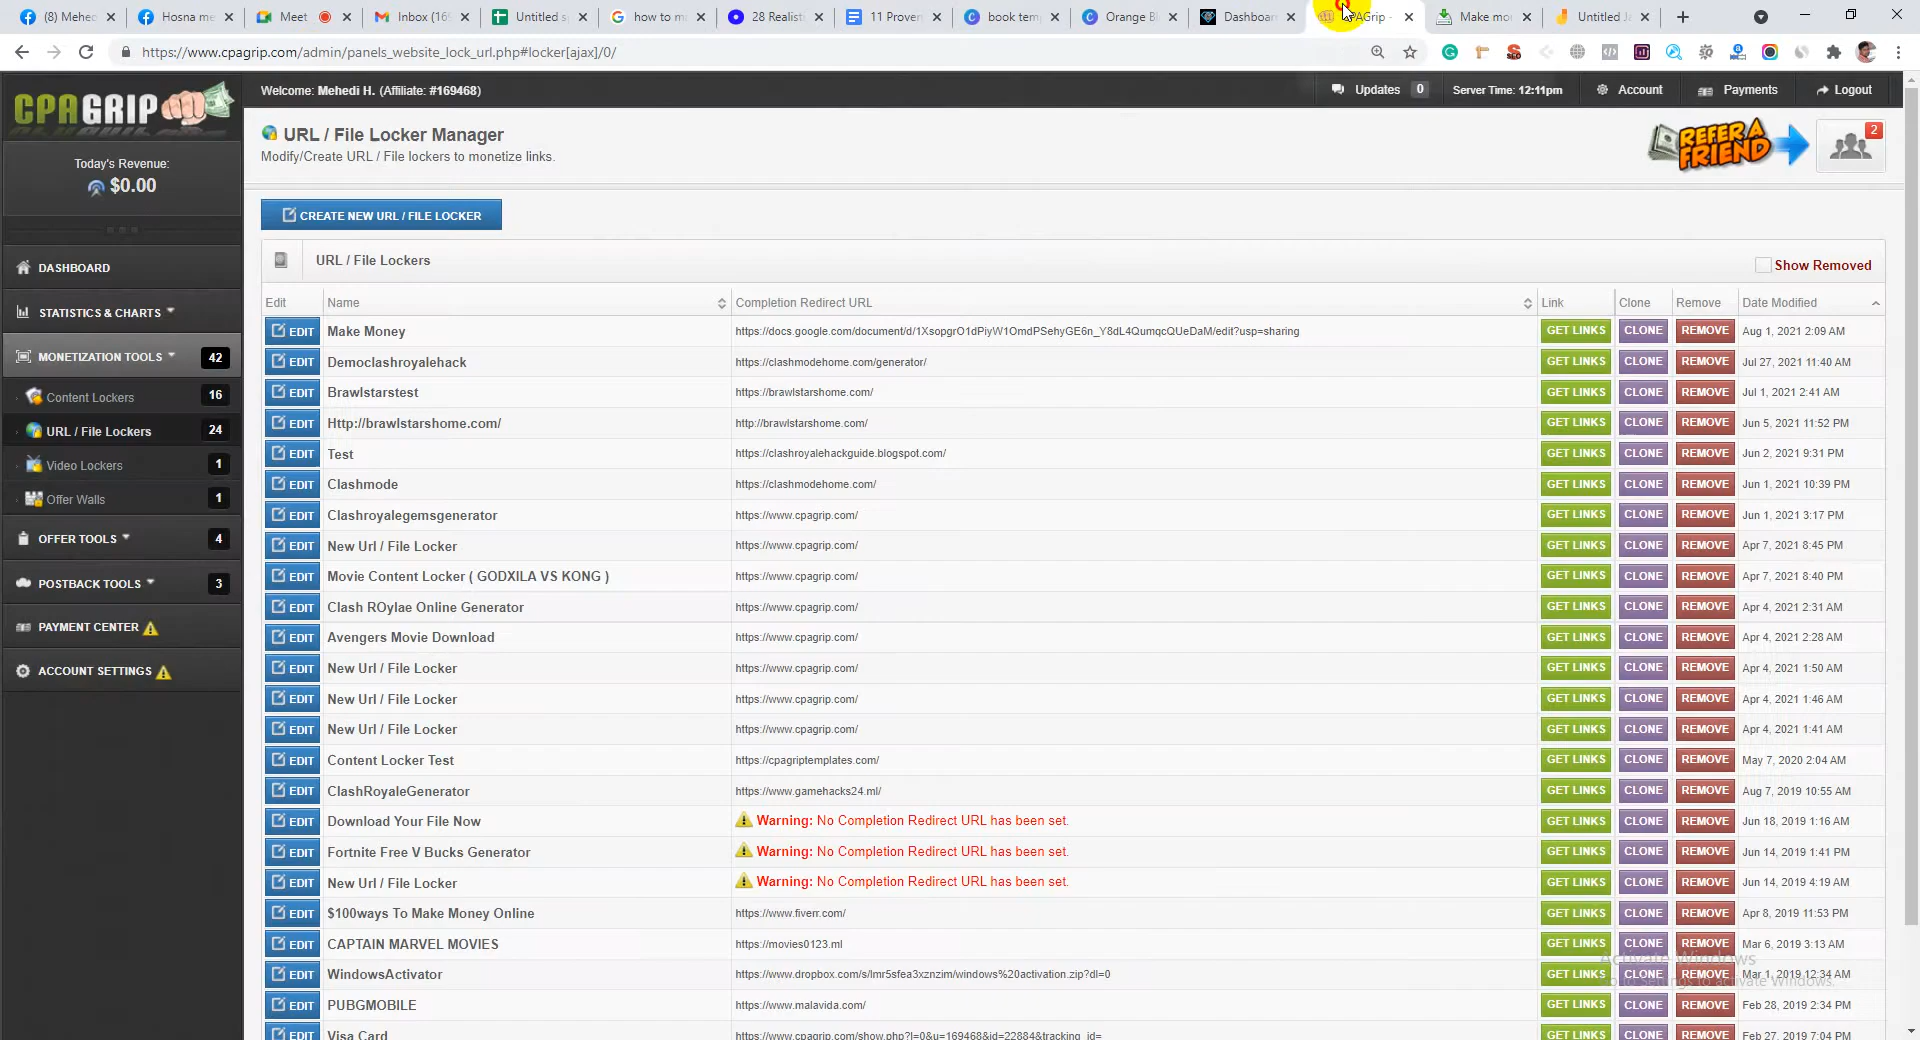 (8) Mehec
Hosna me
Meet
Inbox (169
Untitled sp
how to ma
28 Realist
11 Proven
book temp
Orange Bl
Dashboar
PAGrip -
Make mo
Untitled Ja
https://www.cpagrip.com/admin/panels_website_lock_url.php#locker[ajax]/0/
CPAGRIP
Welcome: Mehedi H. (Affiliate: #169468)
Updates 0
Server Time: 12:11pm
Account
Payments
Logout
URL / File Locker Manager
Modify/Create URL / File lockers to monetize links.
REFER A FRIEND
2
Today's Revenue:
$0.00
CREATE NEW URL / FILE LOCKER
DASHBOARD
STATISTICS & CHARTS
MONETIZATION TOOLS 42
Content Lockers 16
URL / File Lockers 24
Video Lockers 1
Offer Walls 1
OFFER TOOLS 4
POSTBACK TOOLS 3
PAYMENT CENTER
ACCOUNT SETTINGS
URL / File Lockers
Show Removed
Edit Name Completion Redirect URL Link Clone Remove Date Modified
EDIT Make Money https://docs.google.com/document/d/1XsopgrO1dPiyW1OmdPSehyGE6n_Y8dL4QumqcQUeDaM/edit?usp=sharing GET LINKS CLONE REMOVE Aug 1, 2021 2:09 AM
EDIT Democlashroyalehack https://clashmodehome.com/generator/ GET LINKS CLONE REMOVE Jul 27, 2021 11:40 AM
EDIT Brawlstarstest https://brawlstarshome.com/ GET LINKS CLONE REMOVE Jul 1, 2021 2:41 AM
EDIT Http://brawlstarshome.com/ http://brawlstarshome.com/ GET LINKS CLONE REMOVE Jun 5, 2021 11:52 PM
EDIT Test https://clashroyalehackguide.blogspot.com/ GET LINKS CLONE REMOVE Jun 2, 2021 9:31 PM
EDIT Clashmode https://clashmodehome.com/ GET LINKS CLONE REMOVE Jun 1, 2021 10:39 PM
EDIT Clashroyalegemsgenerator https://www.cpagrip.com/ GET LINKS CLONE REMOVE Jun 1, 2021 3:17 PM
EDIT New Url / File Locker https://www.cpagrip.com/ GET LINKS CLONE REMOVE Apr 7, 2021 8:45 PM
EDIT Movie Content Locker ( GODXILA VS KONG ) https://www.cpagrip.com/ GET LINKS CLONE REMOVE Apr 7, 2021 8:40 PM
EDIT Clash ROylae Online Generator https://www.cpagrip.com/ GET LINKS CLONE REMOVE Apr 4, 2021 2:31 AM
EDIT Avengers Movie Download https://www.cpagrip.com/ GET LINKS CLONE REMOVE Apr 4, 2021 2:28 AM
EDIT New Url / File Locker https://www.cpagrip.com/ GET LINKS CLONE REMOVE Apr 4, 2021 1:50 AM
EDIT New Url / File Locker https://www.cpagrip.com/ GET LINKS CLONE REMOVE Apr 4, 2021 1:46 AM
EDIT New Url / File Locker https://www.cpagrip.com/ GET LINKS CLONE REMOVE Apr 4, 2021 1:41 AM
EDIT Content Locker Test https://cpagriptemplates.com/ GET LINKS CLONE REMOVE May 7, 2020 2:04 AM
EDIT ClashRoyaleGenerator https://www.gamehacks24.ml/ GET LINKS CLONE REMOVE Aug 7, 2019 10:55 AM
EDIT Download Your File Now Warning: No Completion Redirect URL has been set. GET LINKS CLONE REMOVE Jun 18, 2019 1:16 AM
EDIT Fortnite Free V Bucks Generator Warning: No Completion Redirect URL has been set. GET LINKS CLONE REMOVE Jun 14, 2019 1:41 PM
EDIT New Url / File Locker Warning: No Completion Redirect URL has been set. GET LINKS CLONE REMOVE Jun 14, 2019 4:19 AM
EDIT $100ways To Make Money Online https://www.fiverr.com/ GET LINKS CLONE REMOVE Apr 8, 2019 11:53 PM
EDIT CAPTAIN MARVEL MOVIES https://movies0123.ml GET LINKS CLONE REMOVE Mar 6, 2019 3:13 AM
Activate Windows
EDIT WindowsActivator https://www.dropbox.com/s/lmr5sfea3xznzim/windows%20activation.zip?dl=0 GET LINKS CLONE REMOVE Mar 1, 2019 12:34 AM
Go to Settings to activate Windows.
EDIT PUBGMOBILE https://www.malavida.com/ GET LINKS CLONE REMOVE Feb 28, 2019 2:34 PM
EDIT Visa Card https://www.cpagrip.com/show.php?l=0&u=169468&id=22884&tracking_id= GET LINKS CLONE REMOVE Feb 27, 2019 7:04 PM